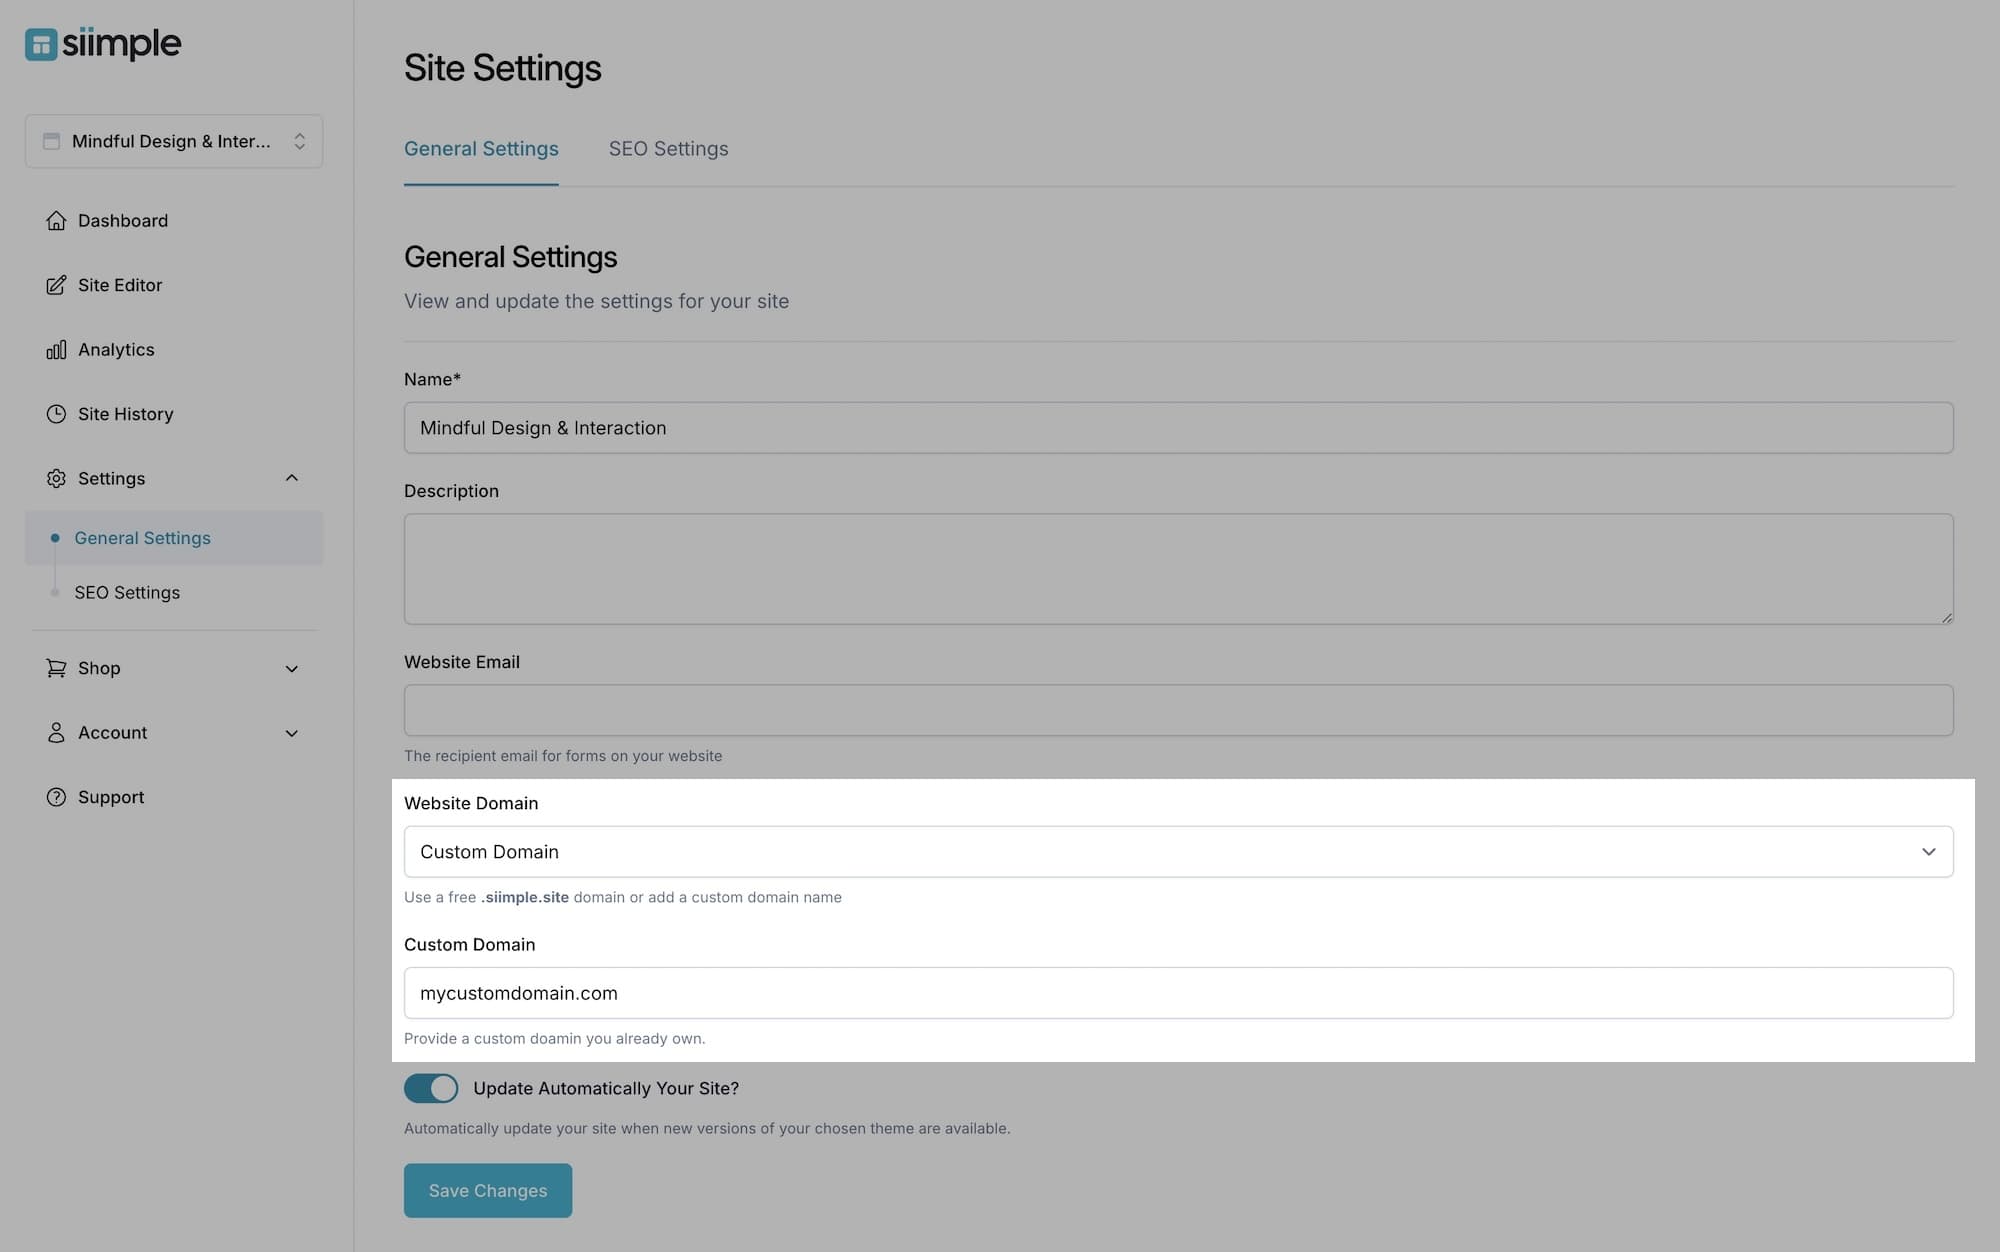 siimple
Mindful Design & Inter...
Dashboard
Site Editor
Analytics
Site History
Settings
General Settings
SEO Settings
Shop
Account
Support
Site Settings
General Settings
SEO Settings
General Settings
View and update the settings for your site
Name*
Mindful Design & Interaction
Description
Website Email
The recipient email for forms on your website
Website Domain
Custom Domain
Use a free .siimple.site domain or add a custom domain name
Custom Domain
mycustomdomain.com
Provide a custom doamin you already own.
Update Automatically Your Site?
Automatically update your site when new versions of your chosen theme are available.
Save Changes